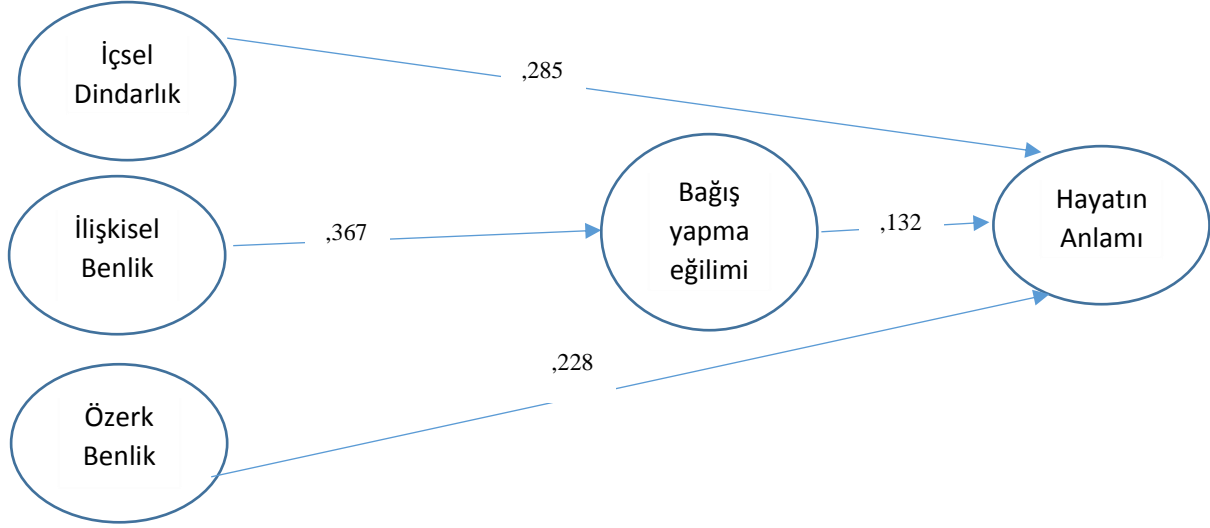 İçsel
Dindarlık
,285
İlişkisel
Benlik
,367
Bağış
yapma
eğilimi
,132
Hayatın
Anlamı
Özerk
Benlik
,228